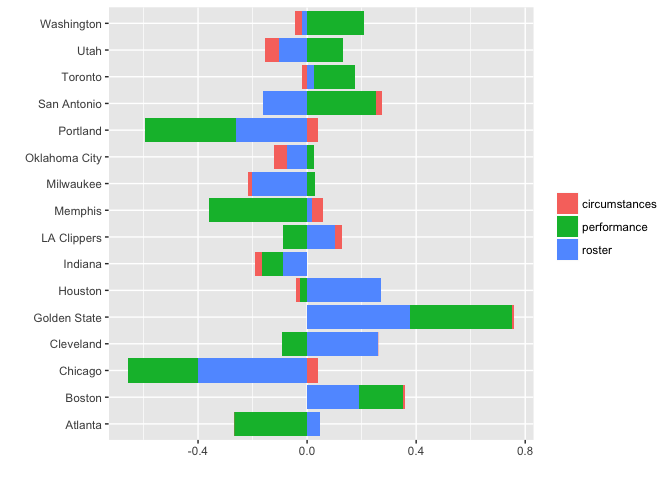 Washington
Utah
Toronto
San Antonio
Portland
Oklahoma City
Milwaukee
Memphis
LA Clippers
Indiana
Houston
Golden State
Cleveland
Chicago
Boston
Atlanta
-0.4 0.0 0.4 0.8
circumstances
performance
roster